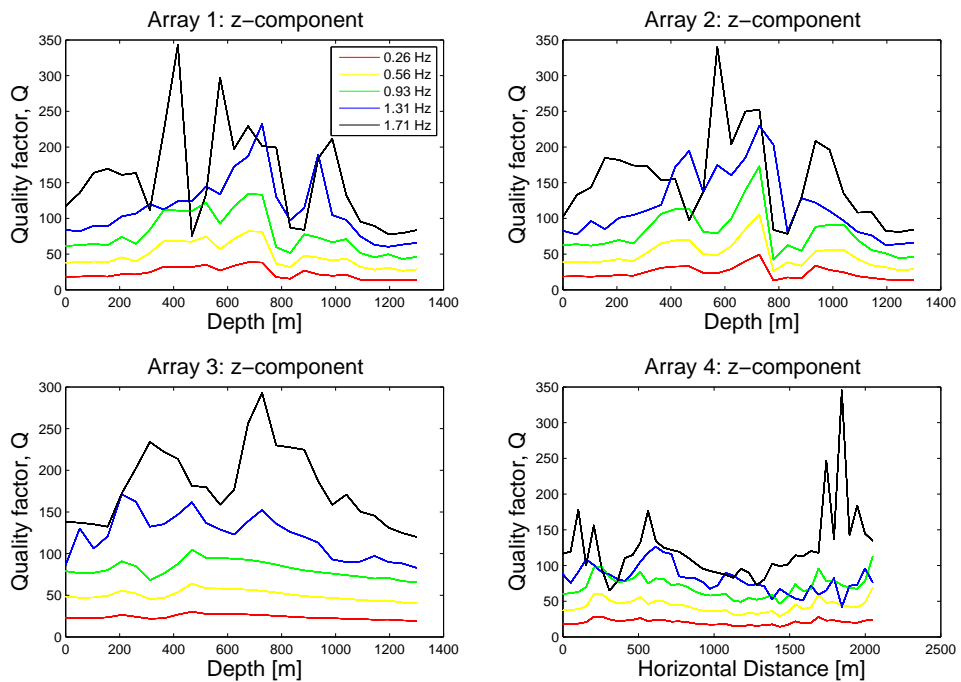 Array 1: z−component
Quality factor, Q
350
300
250
200
150
100
50
0
0 200 400 600 800 1000 1200 1400
Depth [m]
0.26 Hz
0.56 Hz
0.93 Hz
1.31 Hz
1.71 Hz
Array 2: z−component
Quality factor, Q
350
300
250
200
150
100
50
0
0 200 400 600 800 1000 1200 1400
Depth [m]
Array 3: z−component
Quality factor, Q
300
250
200
150
100
50
0
0 200 400 600 800 1000 1200 1400
Depth [m]
Array 4: z−component
Quality factor, Q
350
300
250
200
150
100
50
0
0 500 1000 1500 2000 2500
Horizontal Distance [m]